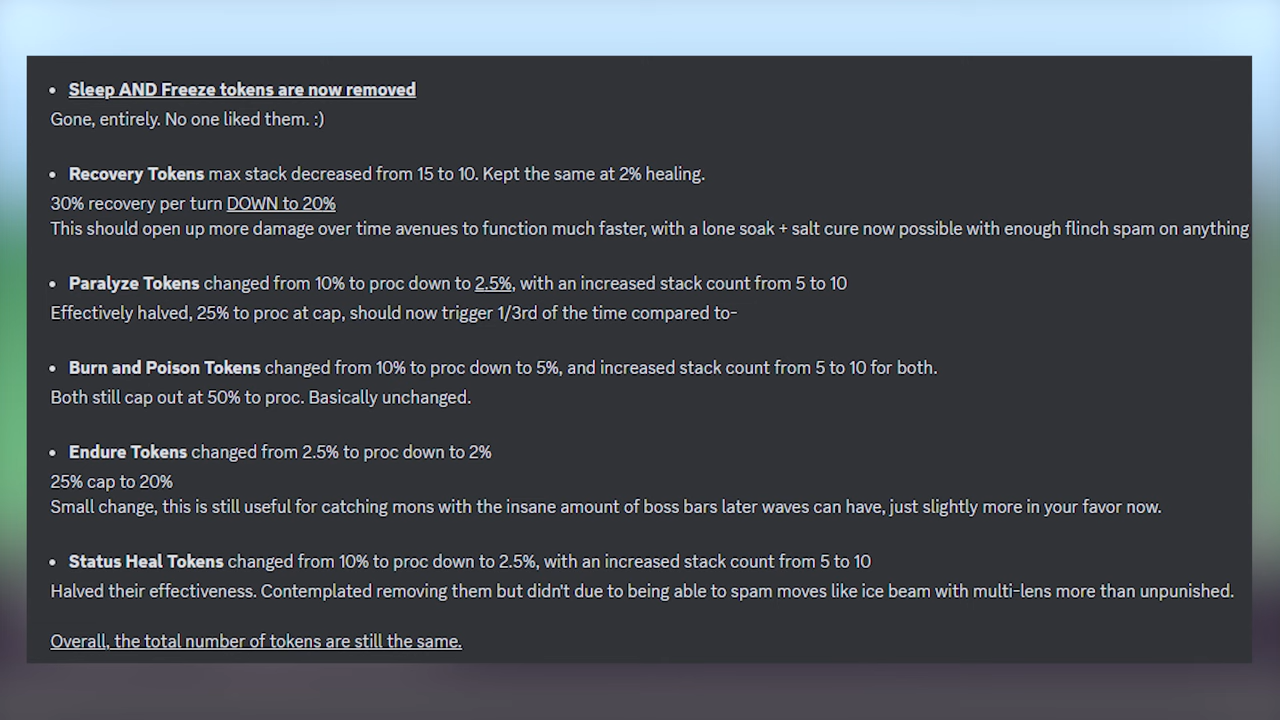 • Sleep AND Freeze tokens are now removed
Gone, entirely. No one liked them. :)
• Recovery Tokens max stack decreased from 15 to 10. Kept the same at 2% healing.
30% recovery per turn DOWN to 20%
This should open up more damage over time avenues to function much faster, with a lone soak + salt cure now possible with enough flinch spam on anything
• Paralyze Tokens changed from 10% to proc down to 2.5%, with an increased stack count from 5 to 10
Effectively halved, 25% to proc at cap, should now trigger 1/3rd of the time compared to-
• Burn and Poison Tokens changed from 10% to proc down to 5%, and increased stack count from 5 to 10 for both.
Both still cap out at 50% to proc. Basically unchanged.
• Endure Tokens changed from 2.5% to proc down to 2%
25% cap to 20%
Small change, this is still useful for catching mons with the insane amount of boss bars later waves can have, just slightly more in your favor now.
• Status Heal Tokens changed from 10% to proc down to 2.5%, with an increased stack count from 5 to 10
Halved their effectiveness. Contemplated removing them but didn't due to being able to spam moves like ice beam with multi-lens more than unpunished.
Overall, the total number of tokens are still the same.